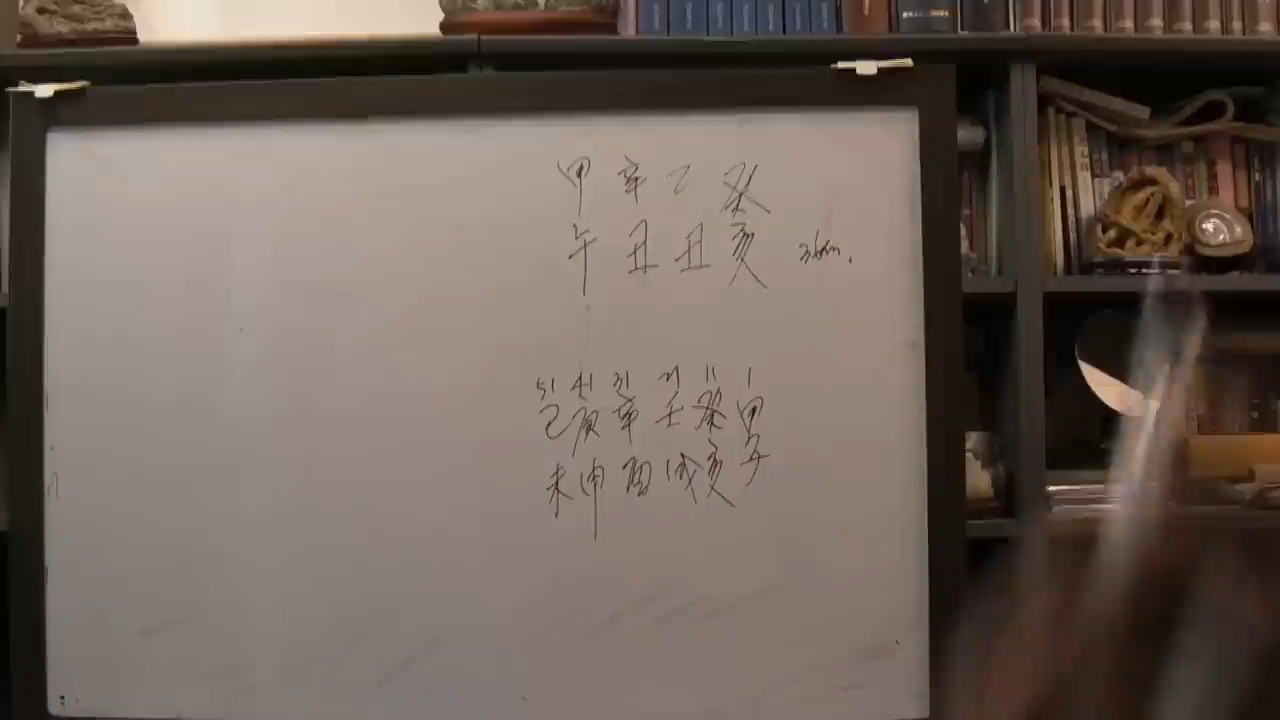 甲 辛 乙 癸
午 丑 丑 亥
51 41 31 21 11 1
己 庚 辛 壬 癸 甲
未 申 酉 戌 亥 子